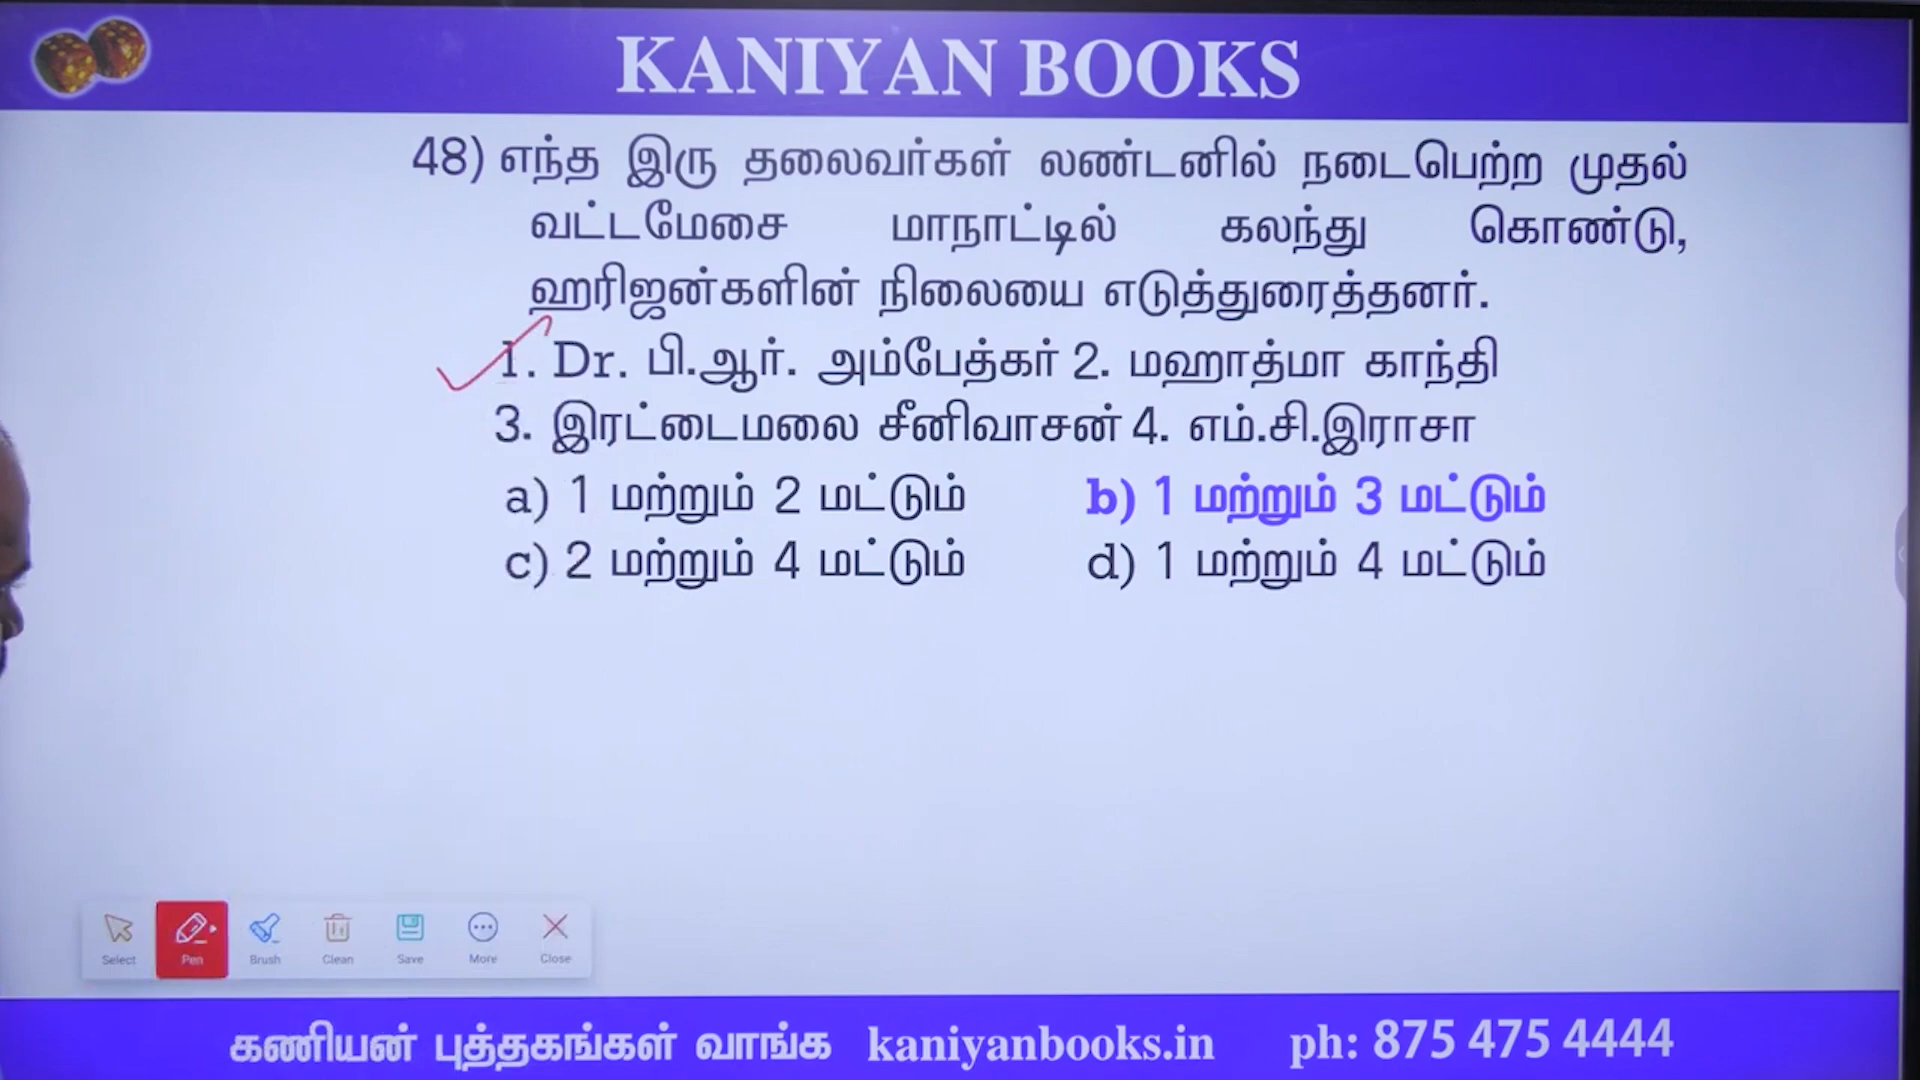 KANIYAN BOOKS
48) எந்த இரு தலைவர்கள் லண்டனில் நடைபெற்ற முதல்
வட்டமேசை மாநாட்டில் கலந்து கொண்டு,
ஹரிஜன்களின் நிலையை எடுத்துரைத்தனர்.
1. Dr. பி.ஆர். அம்பேத்கர் 2. மஹாத்மா காந்தி
3. இரட்டைமலை சீனிவாசன் 4. எம்.சி.இராசா
a) 1 மற்றும் 2 மட்டும் b) 1 மற்றும் 3 மட்டும்
c) 2 மற்றும் 4 மட்டும் d) 1 மற்றும் 4 மட்டும்
Select Pen Brush Clean Save More Close
கணியன் புத்தகங்கள் வாங்க kaniyanbooks.in ph: 875 475 4444